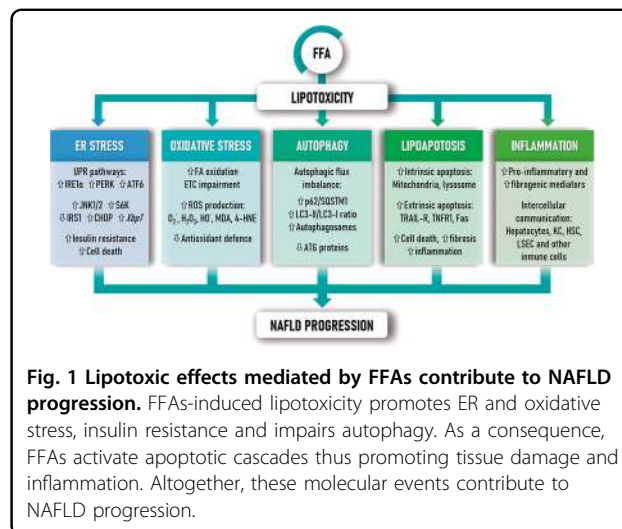 FFA
LIPOTOXICITY
ER STRESS
UPR pathways:
⇧IRE1α ⇧PERK ⇧ATF6
⇧JNK1/2 ⇧S6K
⇩IRS1 ⇧CHOP ⇧Xbp1
⇧Insulin resistance
⇧Cell death
OXIDATIVE STRESS
⇧FA oxidation
ETC impairment
⇧ROS production:
O₂⁻, H₂O₂, HO⁻, MDA, 4-HNE
⇩Antioxidant defence
AUTOPHAGY
Autophagic flux
imbalance:
⇧p62/SQSTM1
⇧LC3-II/LC3-I ratio
⇧Autophagosomes
⇩ATG proteins
LIPOAPOTOSIS
⇧Intrinsic apoptosis:
Mitochondria, lysosome
⇧Extrinsic apoptosis:
TRAIL-R, TNFR1, Fas
⇧Cell death, ⇧fibrosis
⇧inflammation
INFLAMMATION
⇧Pro-inflammatory and
⇧fibrogenic mediators
Intercellular
communication:
Hepatocytes, KC, HSC,
LSEC and other
inmune cells
NAFLD PROGRESSION
Fig. 1 Lipotoxic effects mediated by FFAs contribute to NAFLD
progression. FFAs-induced lipotoxicity promotes ER and oxidative
stress, insulin resistance and impairs autophagy. As a consequence,
FFAs activate apoptotic cascades thus promoting tissue damage and
inflammation. Altogether, these molecular events contribute to
NAFLD progression.